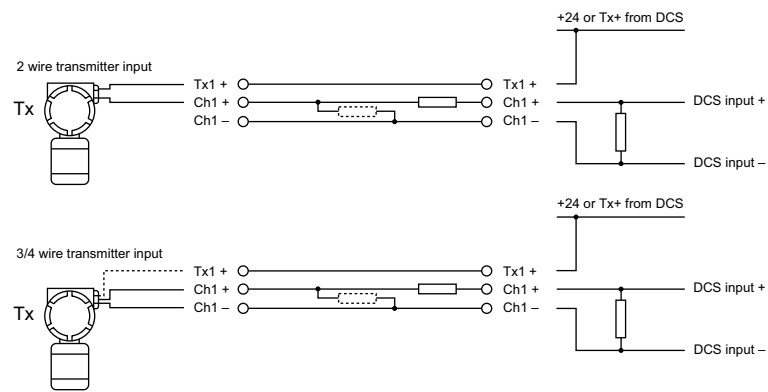 +24 or Tx+ from DCS
2 wire transmitter input
Tx
Tx1 +
Ch1 +
Ch1 –
Tx1 +
Ch1 +
Ch1 –
DCS input +
DCS input –
+24 or Tx+ from DCS
3/4 wire transmitter input
Tx
Tx1 +
Ch1 +
Ch1 –
Tx1 +
Ch1 +
Ch1 –
DCS input +
DCS input –